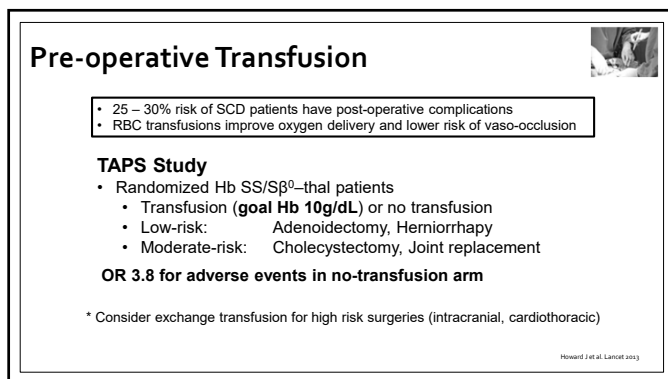 Pre-operative Transfusion
• 25 – 30% risk of SCD patients have post-operative complications
• RBC transfusions improve oxygen delivery and lower risk of vaso-occlusion
TAPS Study
• Randomized Hb SS/Sβ⁰–thal patients
• Transfusion (goal Hb 10g/dL) or no transfusion
• Low-risk: Adenoidectomy, Herniorrhapy
• Moderate-risk: Cholecystectomy, Joint replacement
OR 3.8 for adverse events in no-transfusion arm
* Consider exchange transfusion for high risk surgeries (intracranial, cardiothoracic)
Howard J et al. Lancet 2013